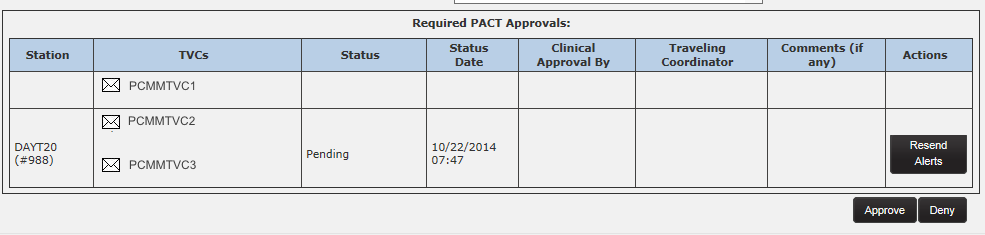 Required PACT Approvals:
Station
TVCs
Status
Status
Date
Clinical
Approval By
Traveling
Coordinator
Comments (if
any)
Actions
PCMMTVC1
DAYT20
(#988)
PCMMTVC2
PCMMTVC3
Pending
10/22/2014
07:47
Resend
Alerts
Approve
Deny